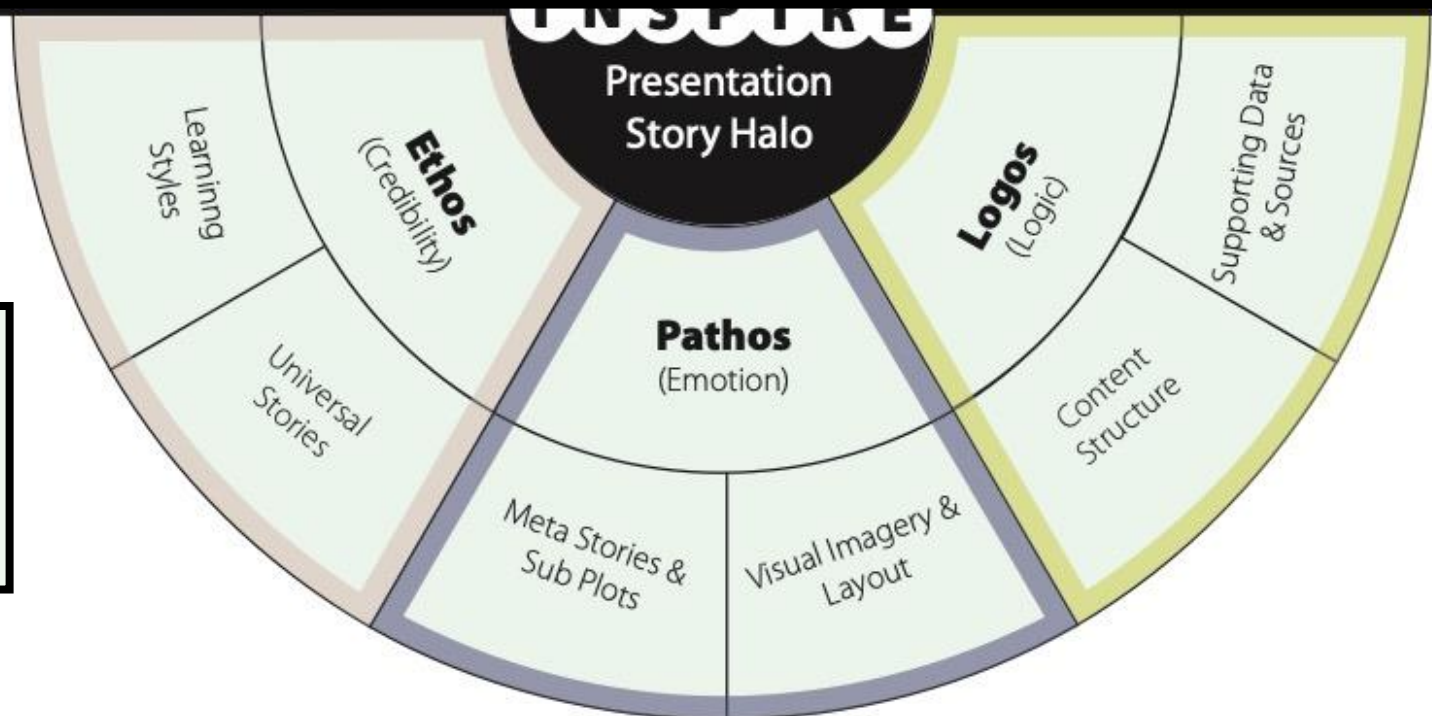 INSPIRE
Presentation
Story Halo
Learning
Styles
Ethos
(Credibility)
Universal
Stories
Pathos
(Emotion)
Meta Stories &
Sub Plots
Visual Imagery &
Layout
Logos
(Logic)
Content
Structure
Supporting Data
& Sources